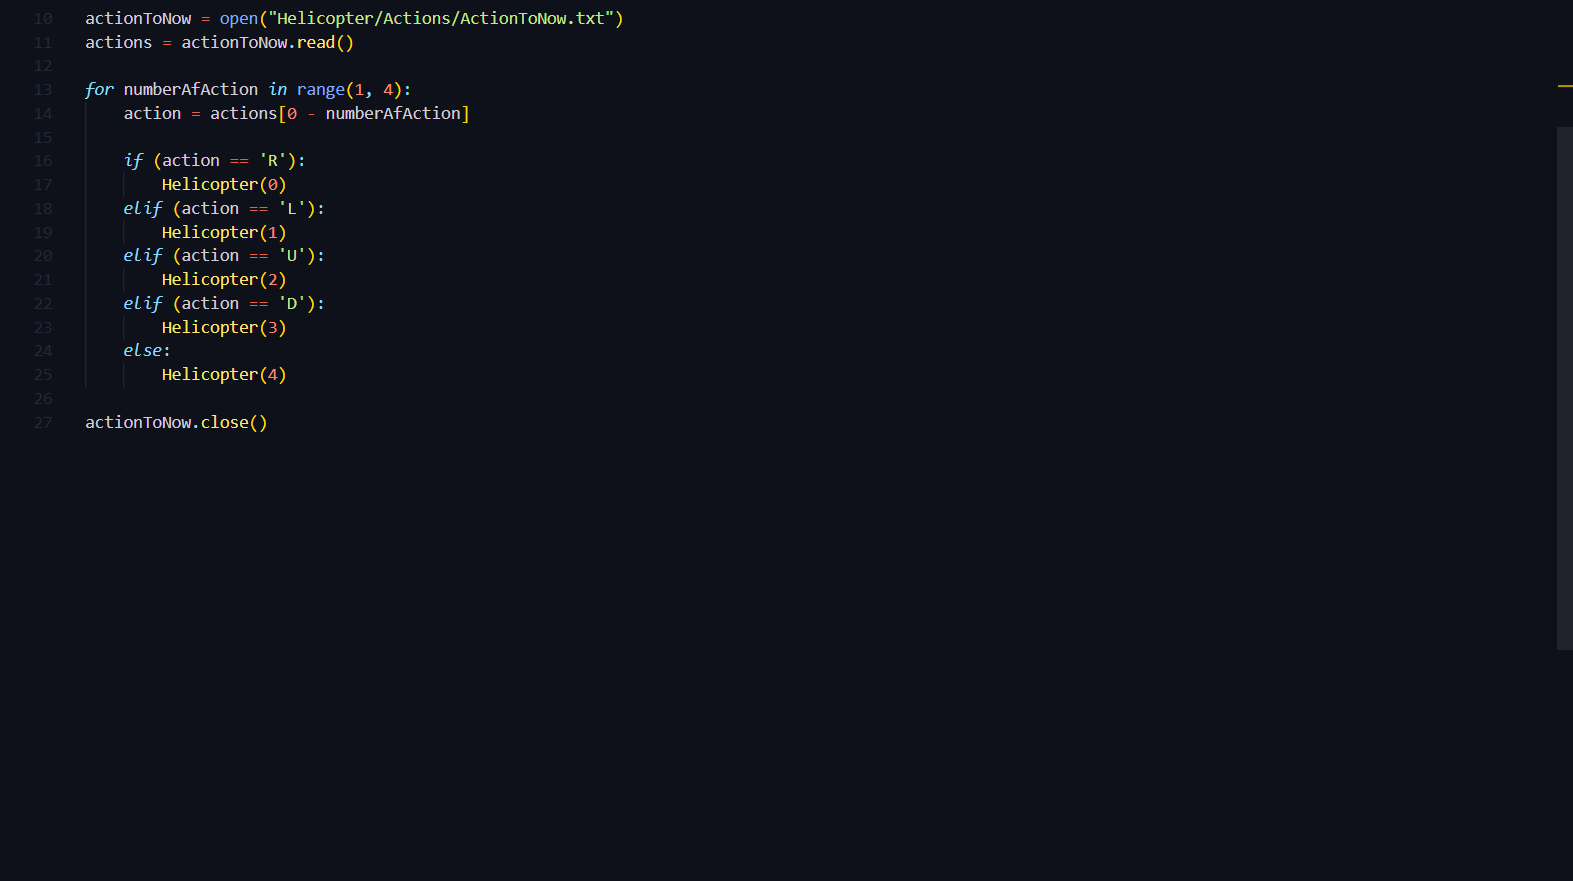 10 actionToNow = open("Helicopter/Actions/ActionToNow.txt")
11 actions = actionToNow.read()
12
13 for numberAfAction in range(1, 4):
14     action = actions[0 - numberAfAction]
15
16     if (action == 'R'):
17         Helicopter(0)
18     elif (action == 'L'):
19         Helicopter(1)
20     elif (action == 'U'):
21         Helicopter(2)
22     elif (action == 'D'):
23         Helicopter(3)
24     else:
25         Helicopter(4)
26
27 actionToNow.close()